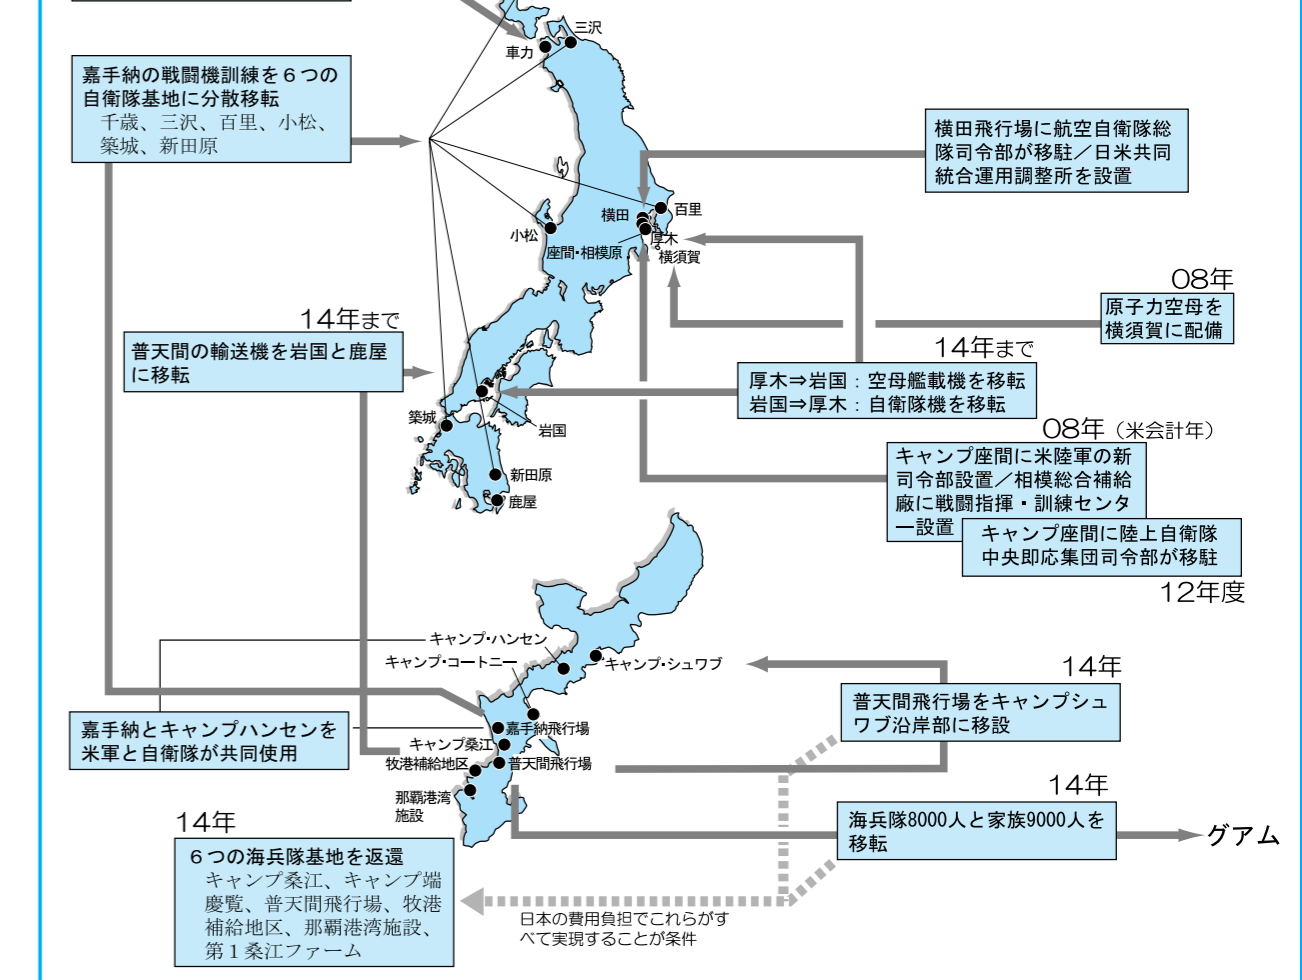 三沢
車力
嘉手納の戦闘機訓練を６つの
自衛隊基地に分散移転
千歳、三沢、百里、小松、
築城、新田原
横田飛行場に航空自衛隊総
隊司令部が移駐／日米共同
統合運用調整所を設置
横田
百里
小松
厚木
座間・相模原
横須賀
08年
原子力空母を
横須賀に配備
14年まで
普天間の輸送機を岩国と鹿屋
に移転
14年まで
厚木⇒岩国：空母艦載機を移転
岩国⇒厚木：自衛隊機を移転
築城
岩国
新田原
鹿屋
08年（米会計年）
キャンプ座間に米陸軍の新
司令部設置／相模総合補給
廠に戦闘指揮・訓練センタ
ー設置
キャンプ座間に陸上自衛隊
中央即応集団司令部が移駐
12年度
キャンプ・ハンセン
キャンプ・コートニー
キャンプ・シュワブ
14年
普天間飛行場をキャンプシュ
ワブ沿岸部に移設
嘉手納とキャンプハンセンを
米軍と自衛隊が共同使用
嘉手納飛行場
キャンプ桑江
牧港補給地区
普天間飛行場
那覇港湾
施設
14年
海兵隊8000人と家族9000人を
移転
グアム
14年
６つの海兵隊基地を返還
キャンプ桑江、キャンプ端
慶覧、普天間飛行場、牧港
補給地区、那覇港湾施設、
第１桑江ファーム
日本の費用負担でこれらがす
べて実現することが条件